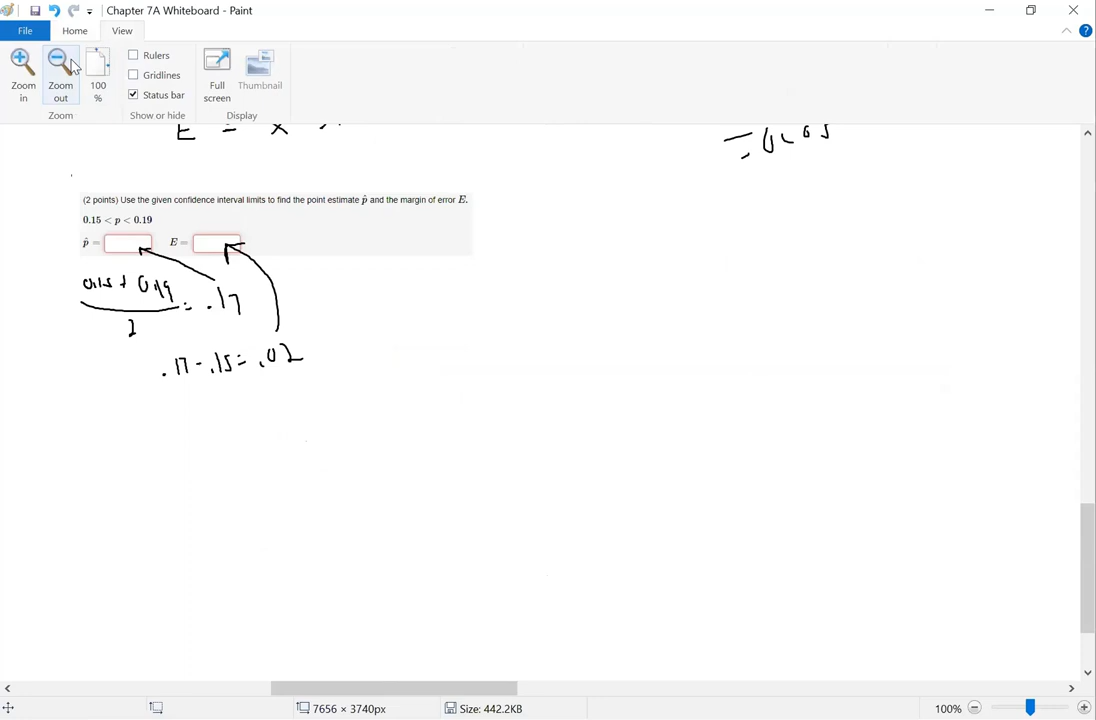 Chapter 7A Whiteboard - Paint
File Home View
Zoom in
Zoom out
100 %
Rulers
Gridlines
Status bar
Full screen
Thumbnail
Zoom
Show or hide
Display
E =
(2 points) Use the given confidence interval limits to find the point estimate p̂ and the margin of error E.
0.15 < p < 0.19
p̂ = E =
0.15 + 0.19
2
= .17
.17 - .15 = .02
7656 × 3740px
Size: 442.2KB
100%